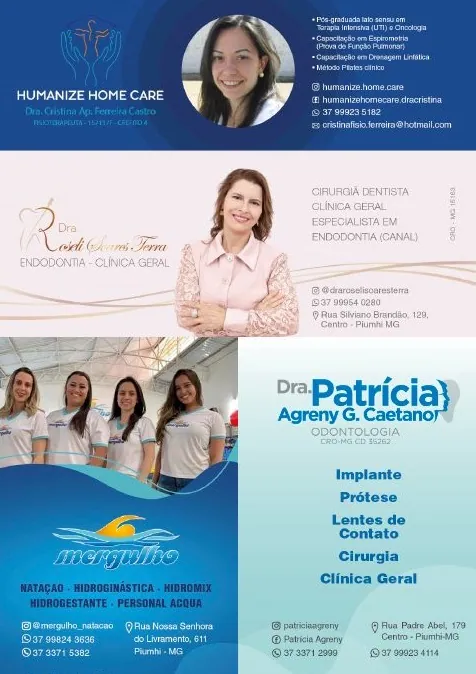 • Pós-graduada lato sensu em
Terapia Intensiva (UTI) e Oncologia
• Capacitação em Espirometria
(Prova de Função Pulmonar)
• Capacitação em Drenagem Linfática
• Método Pilates clínico
HUMANIZE HOME CARE
Dra. Cristina Ap. Ferreira Castro
humanize.home.care
humanizehomecare.dracristina
37 99923 5182
cristinafisio.ferreira@hotmail.com
Dra
Roseli Soares Terra
ENDODONTIA - CLÍNICA GERAL
CIRURGIÃ DENTISTA
CLÍNICA GERAL
ESPECIALISTA EM
ENDODONTIA (CANAL)
CRO - MG 16163
@draroselisoaresterra
37 99954 0280
Rua Silviano Brandão, 129,
Centro - Piumhi MG
mergulho
NATAÇAO - HIDROGINÁSTICA - HIDROMIX
HIDROGESTANTE - PERSONAL ACQUA
@mergulho_natacao
37 99824 3636
37 3371 5382
Rua Nossa Senhora
do Livramento, 611
Piumhi - MG
Dra. Patrícia
Agreny G. Caetano
ODONTOLOGIA
CRO-MG CD 35262
Implante
Prótese
Lentes de
Contato
Cirurgia
Clínica Geral
patriciaagreny
Patrícia Agreny
37 3371 2999
Rua Padre Abel, 179
Centro - Piumhi-MG
37 99923 4114